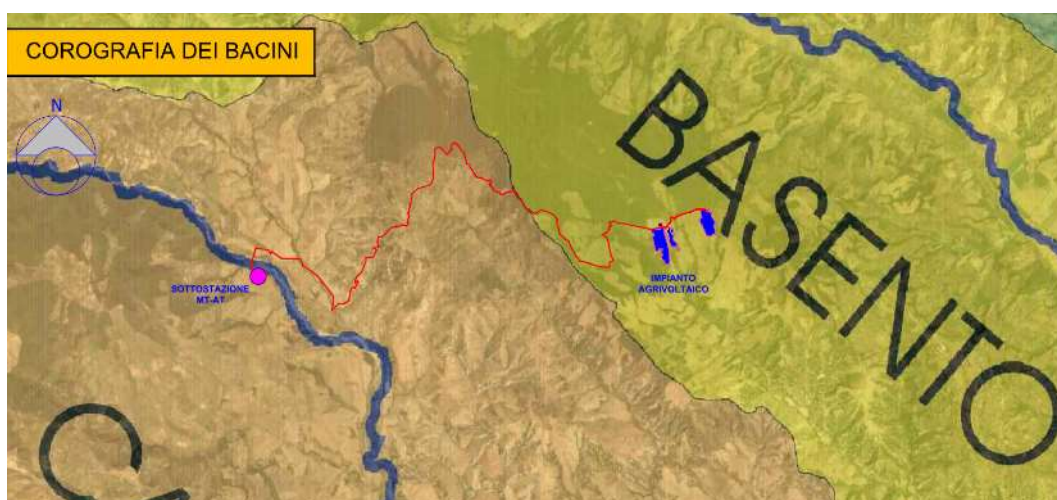 COROGRAFIA DEI BACINI
N
BASENTO
SOTTOSTAZIONE
MT-AT
IMPIANTO
AGRIVOLTAICO
C